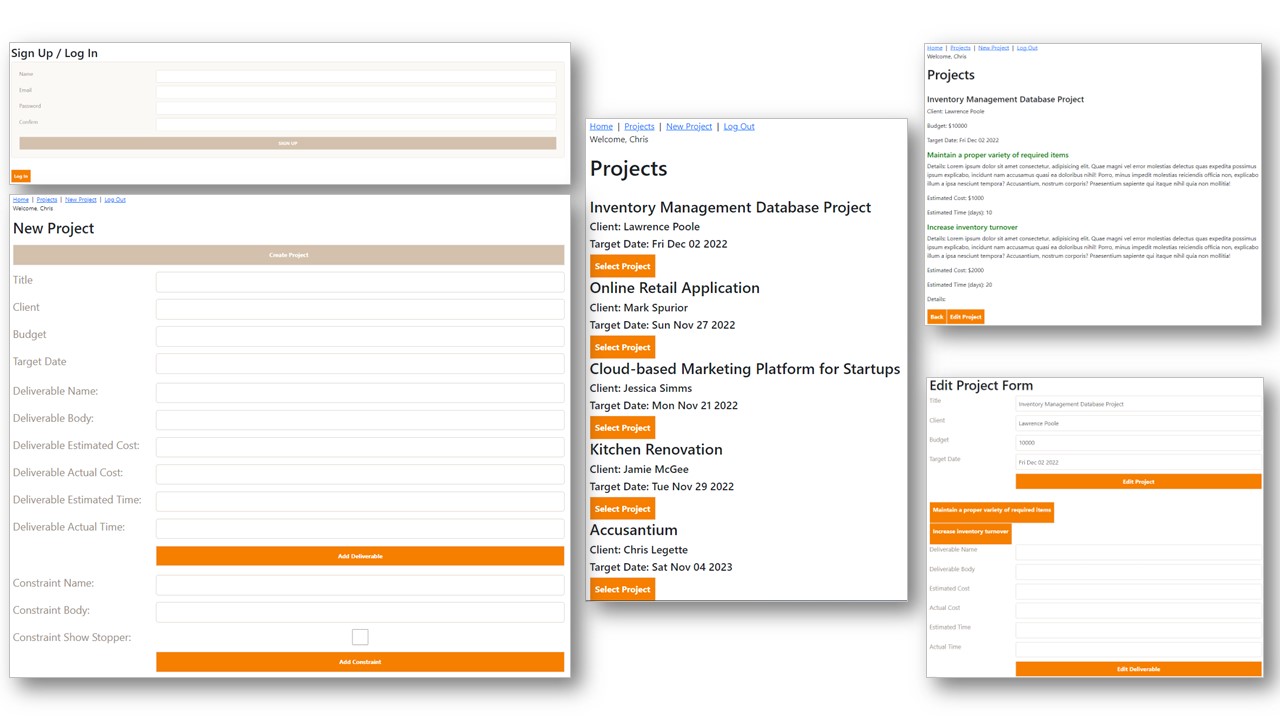 Sign Up / Log In
Name
Email
Password
Confirm
SIGN UP
Log In
Home | Projects | New Project | Log Out
Welcome, Chris
New Project
Create Project
Title
Client
Budget
Target Date
Deliverable Name:
Deliverable Body:
Deliverable Estimated Cost:
Deliverable Actual Cost:
Deliverable Estimated Time:
Deliverable Actual Time:
Add Deliverable
Constraint Name:
Constraint Body:
Constraint Show Stopper:
Add Constraint
Home | Projects | New Project | Log Out
Welcome, Chris
Projects
Inventory Management Database Project
Client: Lawrence Poole
Target Date: Fri Dec 02 2022
Select Project
Online Retail Application
Client: Mark Spurior
Target Date: Sun Nov 27 2022
Select Project
Cloud-based Marketing Platform for Startups
Client: Jessica Simms
Target Date: Mon Nov 21 2022
Select Project
Kitchen Renovation
Client: Jamie McGee
Target Date: Tue Nov 29 2022
Select Project
Accusantium
Client: Chris Legette
Target Date: Sat Nov 04 2023
Select Project
Home | Projects | New Project | Log Out
Welcome, Chris
Projects
Inventory Management Database Project
Client: Lawrence Poole
Budget: $10000
Target Date: Fri Dec 02 2022
Maintain a proper variety of required items
Details: Lorem ipsum dolor sit amet consectetur, adipisicing elit. Quae magni vel error molestias delectus quas expedita possimus
ipsum explicabo, incidunt nam accusamus quasi ea doloribus nihil! Porro, minus impedit molestias reiciendis officia non, explicabo
illum a ipsa nesciunt tempora? Accusantium, nostrum corporis? Praesentium sapiente qui itaque nihil quia non mollitia!
Estimated Cost: $1000
Estimated Time (days): 10
Increase inventory turnover
Details: Lorem ipsum dolor sit amet consectetur, adipisicing elit. Quae magni vel error molestias delectus quas expedita possimus
ipsum explicabo, incidunt nam accusamus quasi ea doloribus nihil! Porro, minus impedit molestias reiciendis officia non, explicabo
illum a ipsa nesciunt tempora? Accusantium, nostrum corporis? Praesentium sapiente qui itaque nihil quia non mollitia!
Estimated Cost: $2000
Estimated Time (days): 20
Details:
Back Edit Project
Edit Project Form
Title Inventory Management Database Project
Client Lawrence Poole
Budget 10000
Target Date Fri Dec 02 2022
Edit Project
Maintain a proper variety of required items
Increase inventory turnover
Deliverable Name
Deliverable Body
Estimated Cost
Actual Cost
Estimated Time
Actual Time
Edit Deliverable